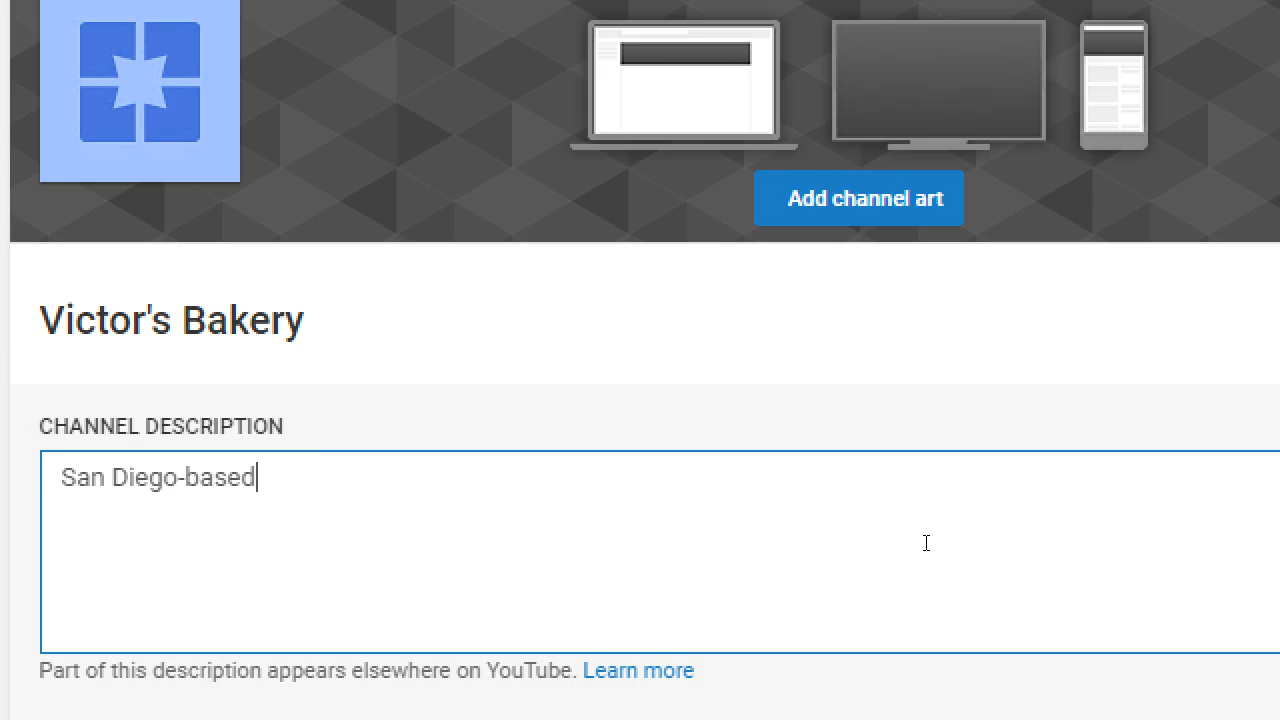 Add channel art
Victor's Bakery
CHANNEL DESCRIPTION
San Diego-based
Part of this description appears elsewhere on YouTube. Learn more